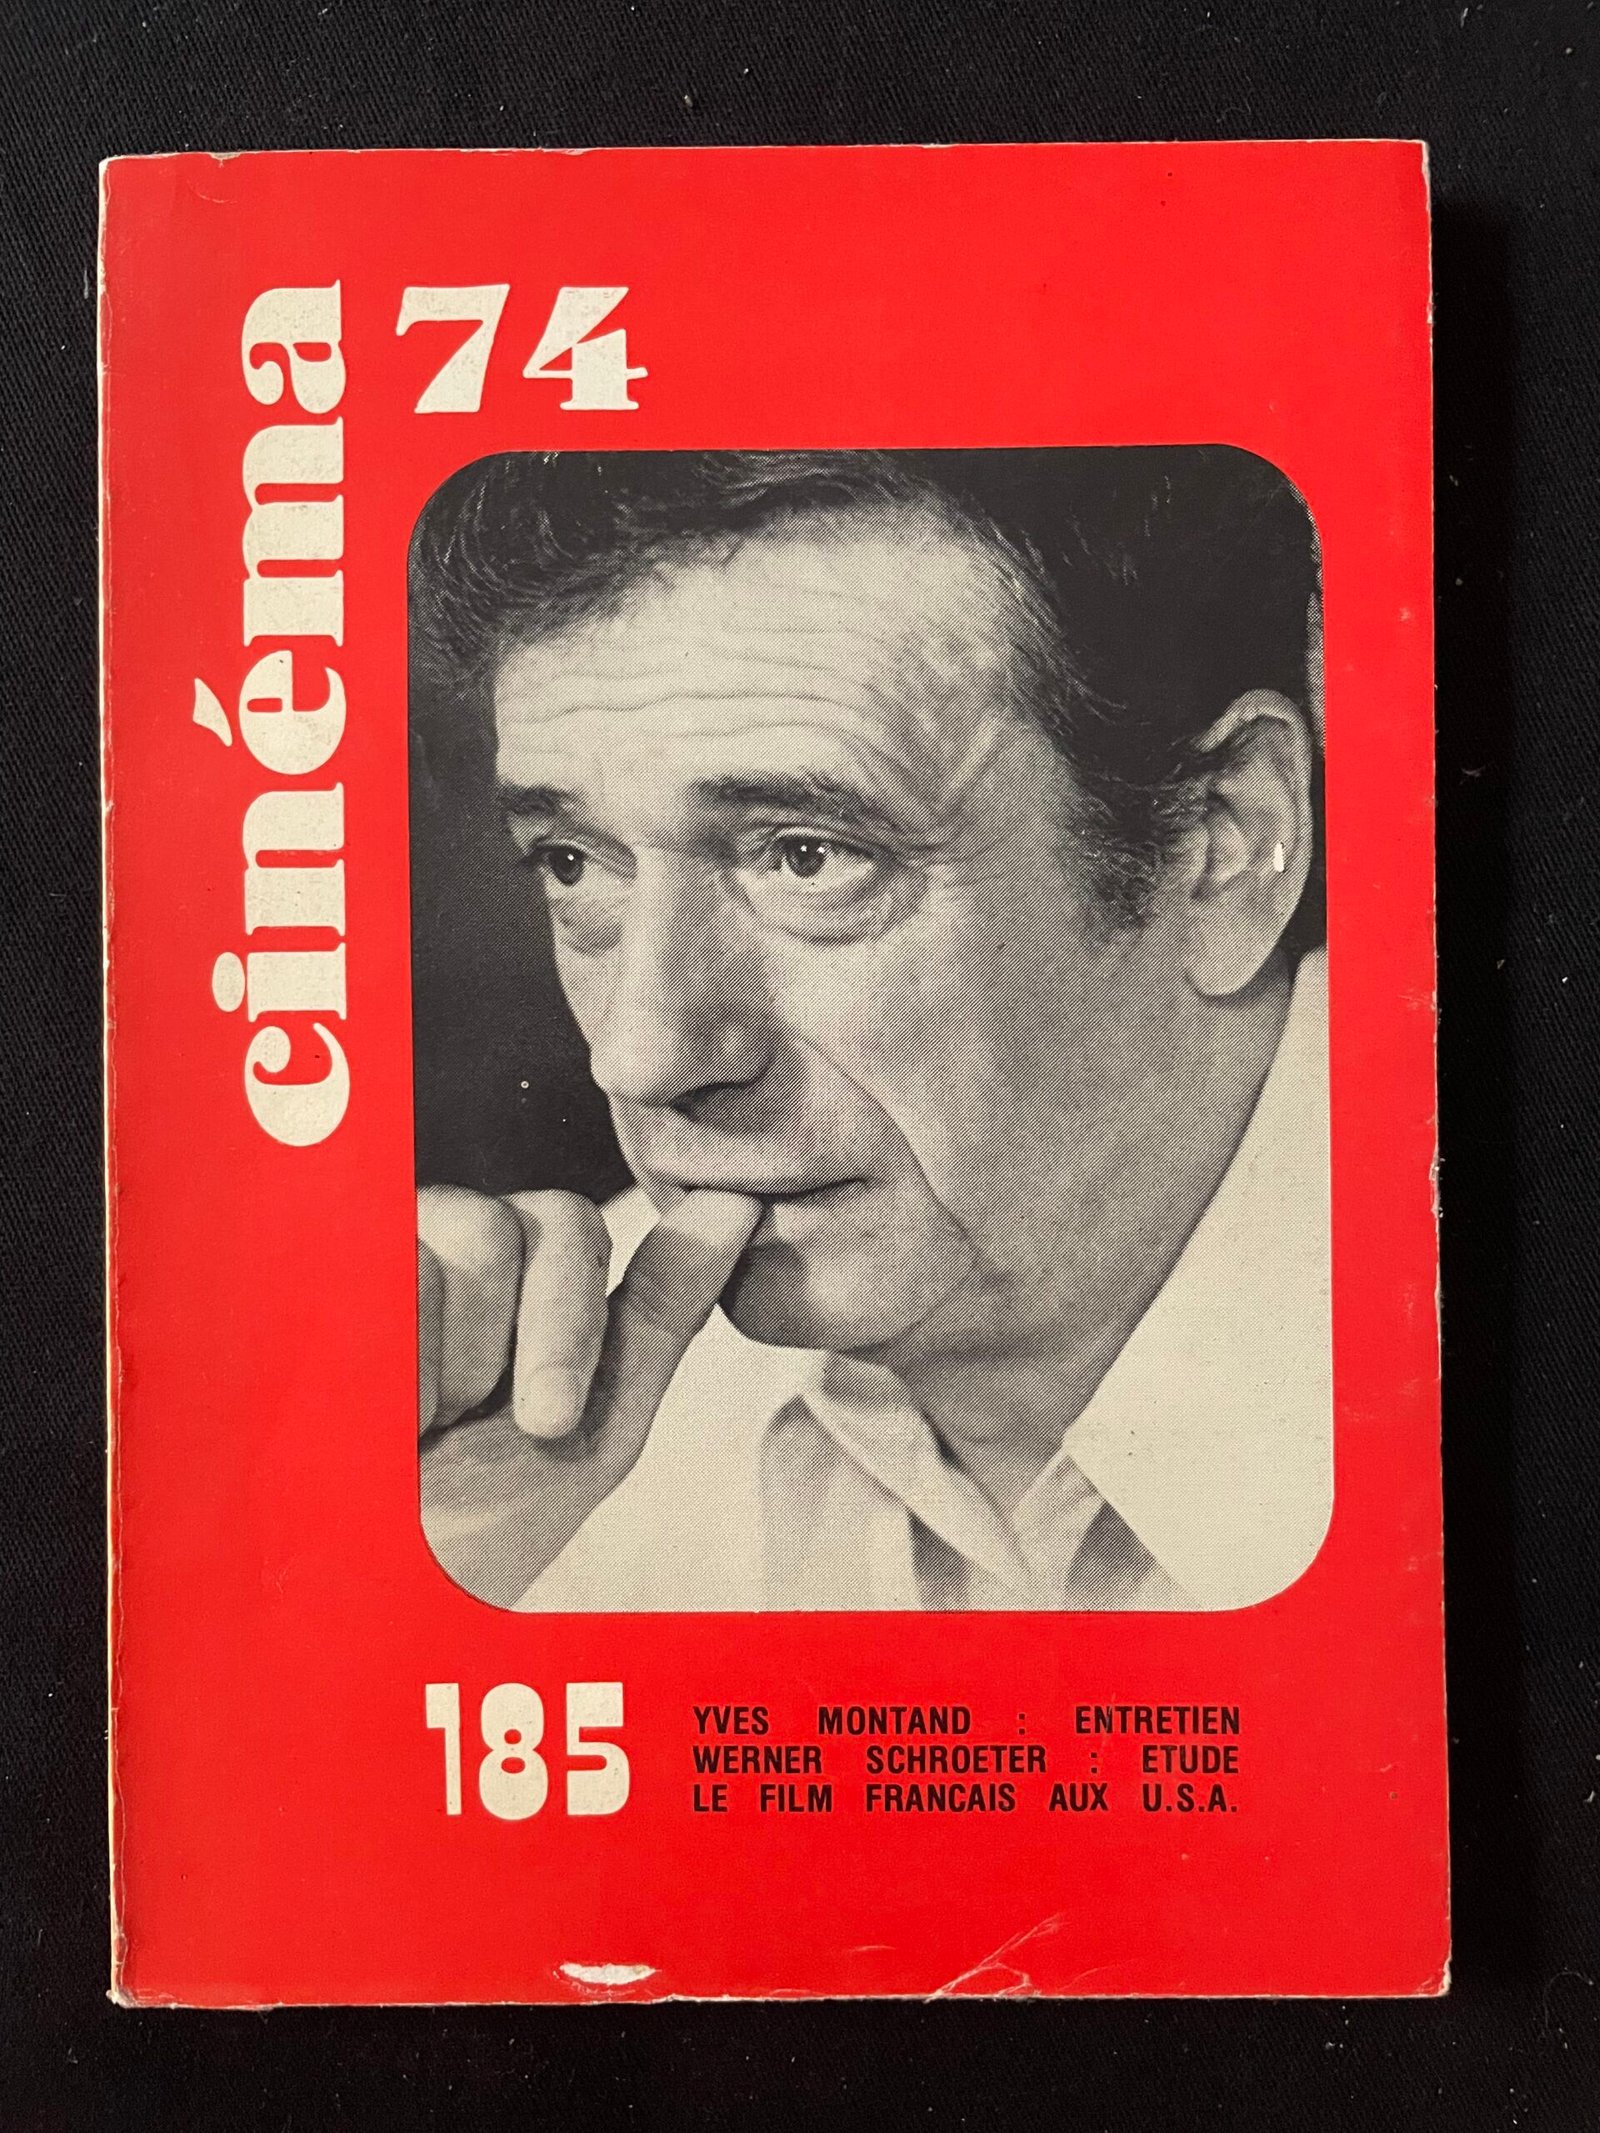 cinéma 74
185
YVES MONTAND : ENTRETIEN
WERNER SCHROETER : ETUDE
LE FILM FRANCAIS AUX U.S.A.